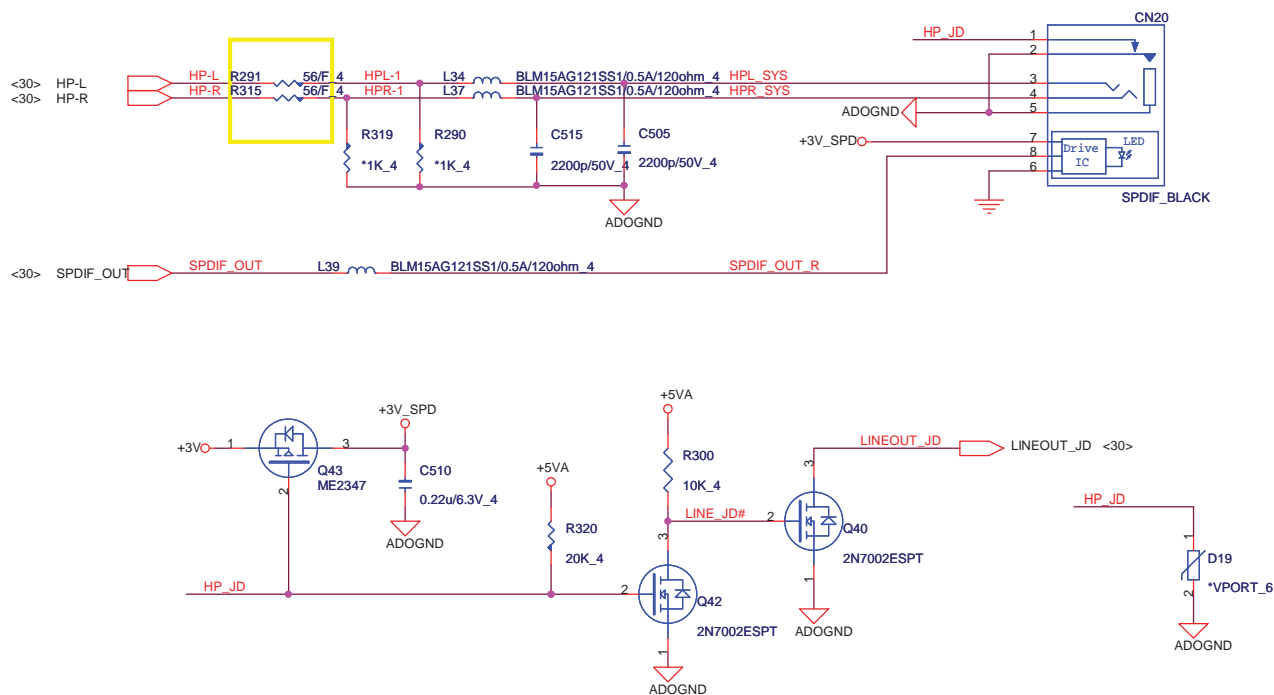 CN20
HP_JD 1
2
<30> HP-L HP-L R291 56/F_4 HPL-1 L34 BLM15AG121SS1/0.5A/120ohm_4 HPL_SYS 3
<30> HP-R HP-R R315 56/F_4 HPR-1 L37 BLM15AG121SS1/0.5A/120ohm_4 HPR_SYS 4
ADOGND 5
R319 R290 C515 C505
*1K_4 *1K_4 2200p/50V_4 2200p/50V_4
+3V_SPD 7
8
6
Drive IC
LED
SPDIF_BLACK
ADOGND
<30> SPDIF_OUT SPDIF_OUT L39 BLM15AG121SS1/0.5A/120ohm_4 SPDIF_OUT_R
+3V_SPD
+3V 1 3
Q43
ME2347
2
C510
0.22u/6.3V_4
ADOGND
+5VA
R320
20K_4
HP_JD
+5VA
R300
10K_4
LINE_JD# 2
3
2 Q42
2N7002ESPT
1
ADOGND
3
LINEOUT_JD LINEOUT_JD <30>
Q40
2N7002ESPT
1
ADOGND
HP_JD
1
D19
*VPORT_6
2
ADOGND